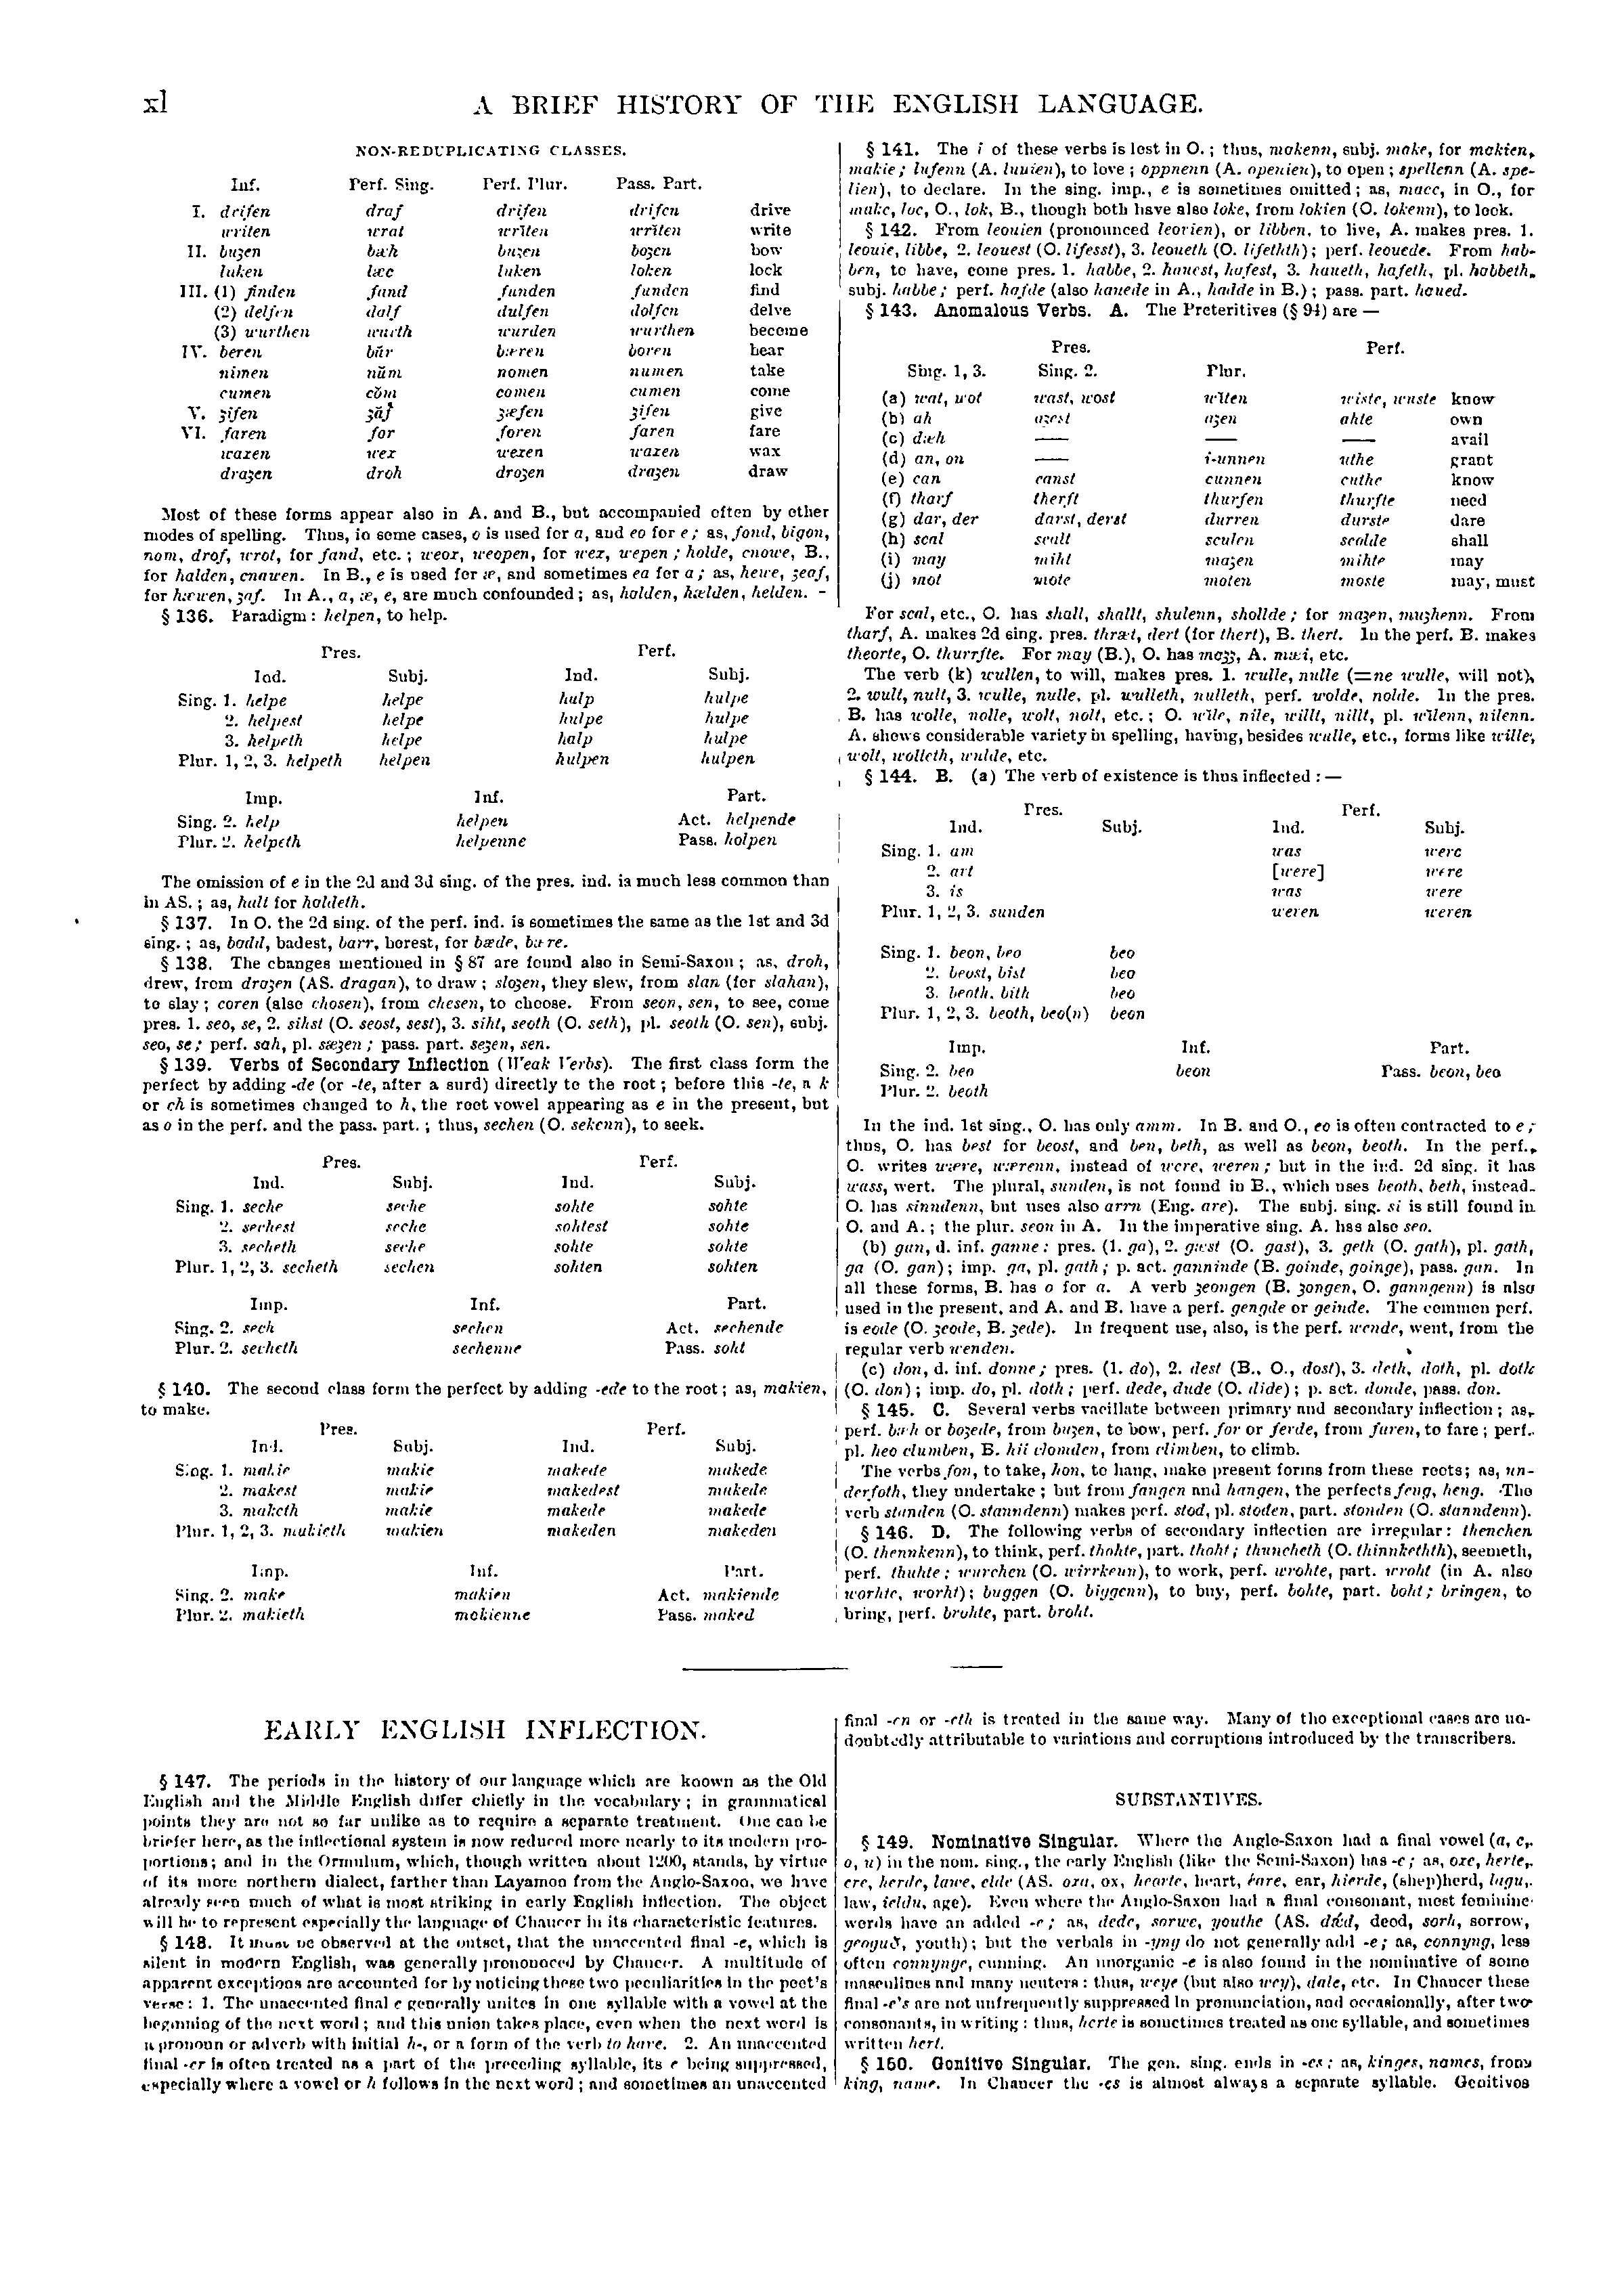 xl
A BRIEF HISTORY OF THE ENGLISH LANGUAGE.
NON-REDUPLICATING CLASSES.
Inf. Perf. Sing. Perf. Plur. Pass. Part.
I. drifen draf drifen drifen drive
writen wrat writen writen write
II. buȝen bæh buȝen boȝen bow
luken læc luken loken lock
III. (1) finden fand funden funden find
(2) delfen dalf dulfen dolfen delve
(3) wurthen warth wurden wurthen become
IV. beren bar bæren boren bear
nimen nŭm nomen numen take
cumen cŏm comen cumen come
V. ȝifen ȝăf ȝæfen ȝifen give
VI. faren for foren faren fare
waxen wex wexen waxen wax
draȝen droh droȝen draȝen draw
Most of these forms appear also in A. and B., but accompanied often by other
modes of spelling. Thus, in some cases, o is used for a, and eo for e; as, fond, bigon,
nom, drof, wrot, for fand, etc.; weox, weopen, for wex, wepen; holde, cnowe, B.,
for halden, cnawen. In B., e is used for æ, and sometimes ea for a; as, hewe, ȝeaf,
for hæwen, ȝaf. In A., a, æ, e, are much confounded; as, halden, hælden, helden.
§ 136. Paradigm: helpen, to help.
Pres. Perf.
Ind. Subj. Ind. Subj.
Sing. 1. helpe helpe halp hulpe
2. helpest helpe hulpe hulpe
3. helpeth helpe halp hulpe
Plur. 1, 2, 3. helpeth helpen hulpen hulpen
Imp. Inf. Part.
Sing. 2. help helpen Act. helpende
Plur. 2. helpeth helpenne Pass. holpen
The omission of e in the 2d and 3d sing. of the pres. ind. is much less common than
in AS.; as, halt for holdeth.
§ 137. In O. the 2d sing. of the perf. ind. is sometimes the same as the 1st and 3d
sing.; as, badd, badest, barr, borest, for bæde, bære.
§ 138. The changes mentioned in § 87 are found also in Semi-Saxon; as, droh,
drew, from draȝen (AS. dragan), to draw; sloȝen, they slew, from slan (for slahan),
to slay; coren (also chosen), from chesen, to choose. From seon, sen, to see, come
pres. 1. seo, se, 2. sihst (O. seost, sest), 3. siht, seoth (O. seth), pl. seoth (O. sen), subj.
seo, se; perf. sah, pl. sæȝen; pass. part. seȝen, sen.
§ 139. Verbs of Secondary Inflection (Weak Verbs). The first class form the
perfect by adding -de (or -te, after a surd) directly to the root; before this -te, a k
or ch is sometimes changed to h, the root vowel appearing as e in the present, but
as o in the perf. and the pass. part.; thus, sechen (O. sekenn), to seek.
Pres. Perf.
Ind. Subj. Ind. Subj.
Sing. 1. seche seche sohte sohte
2. sechest seche sohtest sohte
3. secheth seche sohte sohte
Plur. 1, 2, 3. secheth sechen sohten sohten
Imp. Inf. Part.
Sing. 2. sech sechen Act. sechende
Plur. 2. secheth sechenne Pass. soht
§ 140. The second class form the perfect by adding -ede to the root; as, makien,
to make.
Pres. Perf.
Ind. Subj. Ind. Subj.
Sing. 1. makie makie makede makede
2. makest makie makedest makede
3. maketh makie makede makede
Plur. 1, 2, 3. makieth makien makeden makeden
Imp. Inf. Part.
Sing. 2. make makien Act. makiende
Plur. 2. makieth makienne Pass. maked
§ 141. The i of these verbs is lost in O.; thus, makenn, subj. make, for makien,
makie; lufenn (A. luuien), to love; oppnenn (A. openien), to open; spellenn (A. spe-
lien), to declare. In the sing. imp., e is sometimes omitted; as, macc, in O., for
make, loc, O., lok, B., though both have also loke, from lokien (O. lokenn), to look.
§ 142. From leouien (pronounced leovien), or libben, to live, A. makes pres. 1.
leouie, libbe, 2. leouest (O. lifesst), 3. leoueth (O. lifethth); perf. leouede. From hab-
ben, to have, come pres. 1. habbe, 2. hauest, hafest, 3. haueth, hafeth, pl. habbeth,
subj. habbe; perf. hafde (also hauede in A., hadde in B.); pass. part. haued.
§ 143. Anomalous Verbs. A. The Preteritives (§ 94) are —
Pres. Perf.
Sing. 1, 3. Sing. 2. Plur.
(a) wat, wot wast, wost witen wiste, wuste know
(b) ah aȝest aȝen ahte own
(c) dæh — — — avail
(d) an, on — i-unnen uthe grant
(e) can canst cunnen cuthe know
(f) tharf therft thurfen thurfte need
(g) dar, der darst, derst durren durste dare
(h) scal scalt sculen scolde shall
(i) may miht maȝen mihte may
(j) mot mote moten moste may, must
For scal, etc., O. has shall, shallt, shulenn, shollde; for maȝen, muȝhenn. From
tharf, A. makes 2d sing. pres. thræt, dert (for thert), B. thert. In the perf. B. makes
theorte, O. thurrfte. For may (B.), O. has maȝȝ, A. mæi, etc.
The verb (k) wullen, to will, makes pres. 1. wulle, nulle (=ne wulle, will not),
2. wult, nult, 3. wulle, nulle, pl. wulleth, nulleth, perf. wolde, nolde. In the pres.
B. has wolle, nolle, wolt, nolt, etc.; O. wile, nile, willt, nillt, pl. wilenn, nilenn.
A. shows considerable variety in spelling, having, besides wulle, etc., forms like wille,
wolt, wolleth, wulde, etc.
§ 144. B. (a) The verb of existence is thus inflected: —
Pres. Perf.
Ind. Subj. Ind. Subj.
Sing. 1. am was were
2. art [were] were
3. is was were
Plur. 1, 2, 3. sunden weren weren
Sing. 1. beon, beo beo
2. beost, bist beo
3. beoth, bith beo
Plur. 1, 2, 3. beoth, beo(n) beon
Imp. Inf. Part.
Sing. 2. beo beon Pass. beon, beo
Plur. 2. beoth
In the ind. 1st sing., O. has only amm. In B. and O., eo is often contracted to e;
thus, O. has best for beost, and ben, beth, as well as beon, beoth. In the perf.,
O. writes wære, wærenn, instead of were, weren; but in the ind. 2d sing. it has
wass, wert. The plural, sunden, is not found in B., which uses beoth, beth, instead.
O. has sinndenn, but uses also arrn (Eng. are). The subj. sing. si is still found in
O. and A.; the plur. seon in A. In the imperative sing. A. has also seo.
(b) gan, d. inf. ganne: pres. (1. ga), 2. gæst (O. gast), 3. geth (O. gath), pl. gath,
ga (O. gan); imp. ga, pl. gath; p. act. ganninde (B. goinde, goinge), pass. gan. In
all these forms, B. has o for a. A verb ȝeongen (B. ȝongen, O. ganngenn) is also
used in the present, and A. and B. have a perf. gengde or geinde. The common perf.
is eode (O. ȝeode, B. ȝede). In frequent use, also, is the perf. wende, went, from the
regular verb wenden.
(c) don, d. inf. donne; pres. (1. do), 2. dest (B., O., dost), 3. deth, doth, pl. doth
(O. don); imp. do, pl. doth; perf. dede, dude (O. dide); p. act. donde, pass. don.
§ 145. C. Several verbs vacillate between primary and secondary inflection; as,
perf. bæh or boȝede, from buȝen, to bow, perf. for or ferde, from faren, to fare; perf.
pl. heo clumben, B. hii clomden, from climben, to climb.
The verbs fon, to take, hon, to hang, make present forms from these roots; as, un-
derfoth, they undertake; but from fangen and hangen, the perfects feng, heng. The
verb standen (O. stanndenn) makes perf. stod, pl. stoden, part. stonden (O. stanndenn).
§ 146. D. The following verbs of secondary inflection are irregular: thenchen
(O. thennkenn), to think, perf. thohte, part. thoht; thuncheth (O. thinnkethth), seemeth,
perf. thuhte; wurchen (O. wirrkenn), to work, perf. wrohte, part. wroht (in A. also
worhte, worht); buggen (O. biggenn), to buy, perf. bohte, part. boht; bringen, to
bring, perf. brohte, part. broht.
EARLY ENGLISH INFLECTION.
§ 147. The periods in the history of our language which are known as the Old
English and the Middle English differ chiefly in the vocabulary; in grammatical
points they are not so far unlike as to require a separate treatment. One can be
briefer here, as the inflectional system is now reduced more nearly to its modern pro-
portions; and in the Ormulum, which, though written about 1200, stands, by virtue
of its more northern dialect, farther than Layamon from the Anglo-Saxon, we have
already seen much of what is most striking in early English inflection. The object
will be to represent especially the language of Chaucer in its characteristic features.
§ 148. It must be observed at the outset, that the unaccented final -e, which is
silent in modern English, was generally pronounced by Chaucer. A multitude of
apparent exceptions are accounted for by noticing these two peculiarities in the poet's
verse: 1. The unaccented final e generally unites in one syllable with a vowel at the
beginning of the next word; and this union takes place, even when the next word is
a pronoun or adverb with initial h-, or a form of the verb to have. 2. An unaccented
final -er is often treated as a part of the preceding syllable, its e being suppressed,
especially where a vowel or h follows in the next word; and sometimes an unaccented
final -en or -eth is treated in the same way. Many of the exceptional cases are un-
doubtedly attributable to variations and corruptions introduced by the transcribers.
SUBSTANTIVES.
§ 149. Nominative Singular. Where the Anglo-Saxon had a final vowel (a, e,
o, u) in the nom. sing., the early English (like the Semi-Saxon) has -e; as, oxe, herte,
ere, herde, lawe, elde (AS. oxa, ox, heorte, heart, éare, ear, hierde, (shep)herd, lagu,
law, ieldu, age). Even where the Anglo-Saxon had a final consonant, most feminine
words have an added -e; as, dede, sorwe, youthe (AS. dǣd, deed, sorh, sorrow,
geoguð, youth); but the verbals in -yng do not generally add -e; as, connyng, less
often connynge, cunning. An unorganic -e is also found in the nominative of some
masculines and many neuters: thus, weye (but also wey), dale, etc. In Chaucer these
final -e's are not unfrequently suppressed in pronunciation, and occasionally, after two
consonants, in writing: thus, herte is sometimes treated as one syllable, and sometimes
written hert.
§ 150. Genitive Singular. The gen. sing. ends in -es; as, kinges, names, from
king, name. In Chaucer the -es is almost always a separate syllable. Genitives